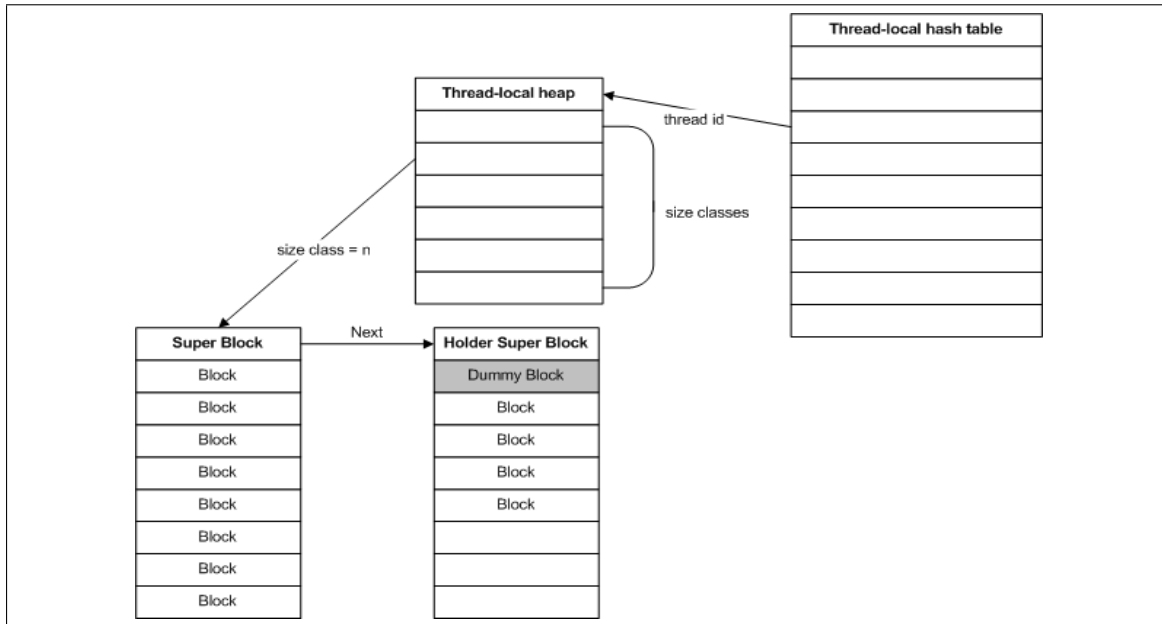 Thread-local hash table
Thread-local heap
thread id
size classes
size class = n
Super Block
Next
Holder Super Block
Block
Dummy Block
Block
Block
Block
Block
Block
Block
Block
Block
Block
Block
Block